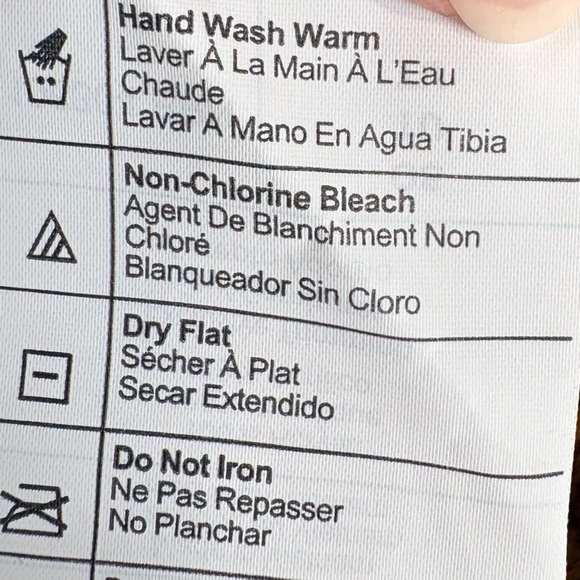 Hand Wash Warm
Laver À La Main À L'Eau
Chaude
Lavar A Mano En Agua Tibia
Non-Chlorine Bleach
Agent De Blanchiment Non
Chloré
Blanqueador Sin Cloro
Dry Flat
Sécher À Plat
Secar Extendido
Do Not Iron
Ne Pas Repasser
No Planchar